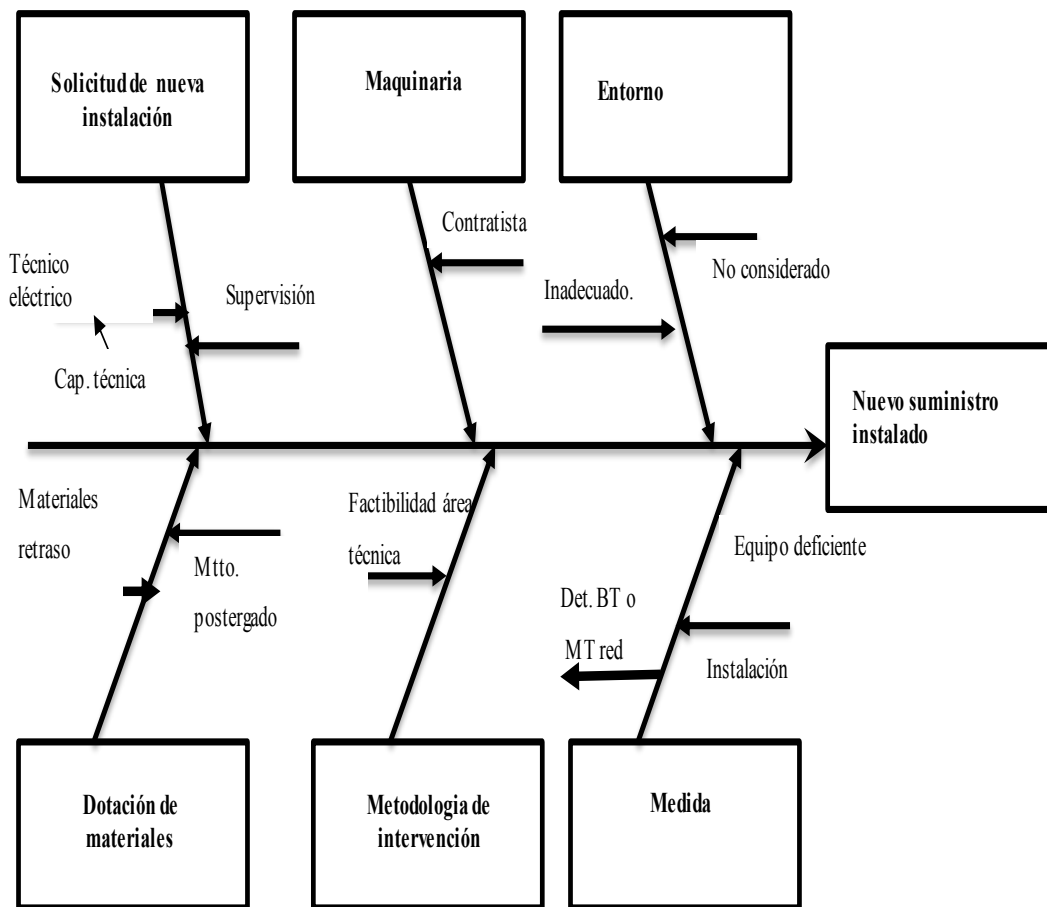 Solicitud de nueva
instalación
Maquinaria
Entorno
Contratista
No considerado
Técnico
eléctrico
Supervisión
Inadecuado.
Cap. técnica
Nuevo suministro
instalado
Materiales
retraso
Factibilidad área
técnica
Equipo deficiente
Mtto.
postergado
Det. BT o
MT red
Instalación
Dotación de
materiales
Metodologia de
intervención
Medida